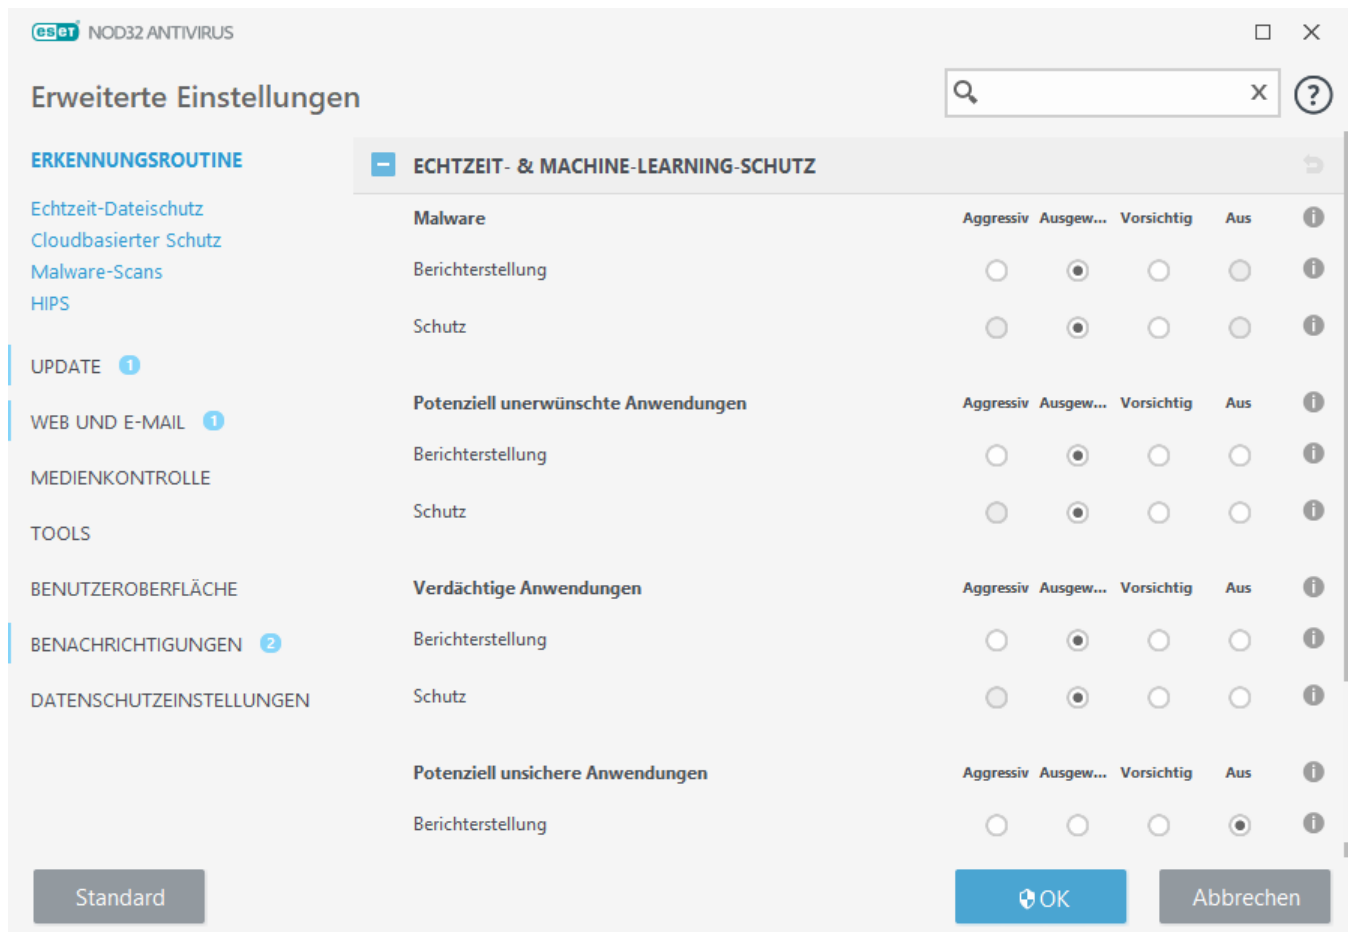 eset NOD32 ANTIVIRUS
Erweiterte Einstellungen
x
?
ERKENNUNGSROUTINE
Echtzeit-Dateischutz
Cloudbasierter Schutz
Malware-Scans
HIPS
UPDATE 1
WEB UND E-MAIL 1
MEDIENKONTROLLE
TOOLS
BENUTZEROBERFLÄCHE
BENACHRICHTIGUNGEN 2
DATENSCHUTZEINSTELLUNGEN
ECHTZEIT- & MACHINE-LEARNING-SCHUTZ
Malware Aggressiv Ausgew... Vorsichtig Aus i
Berichterstellung i
Schutz i
Potenziell unerwünschte Anwendungen Aggressiv Ausgew... Vorsichtig Aus i
Berichterstellung i
Schutz i
Verdächtige Anwendungen Aggressiv Ausgew... Vorsichtig Aus i
Berichterstellung i
Schutz i
Potenziell unsichere Anwendungen Aggressiv Ausgew... Vorsichtig Aus i
Berichterstellung i
Standard OK Abbrechen